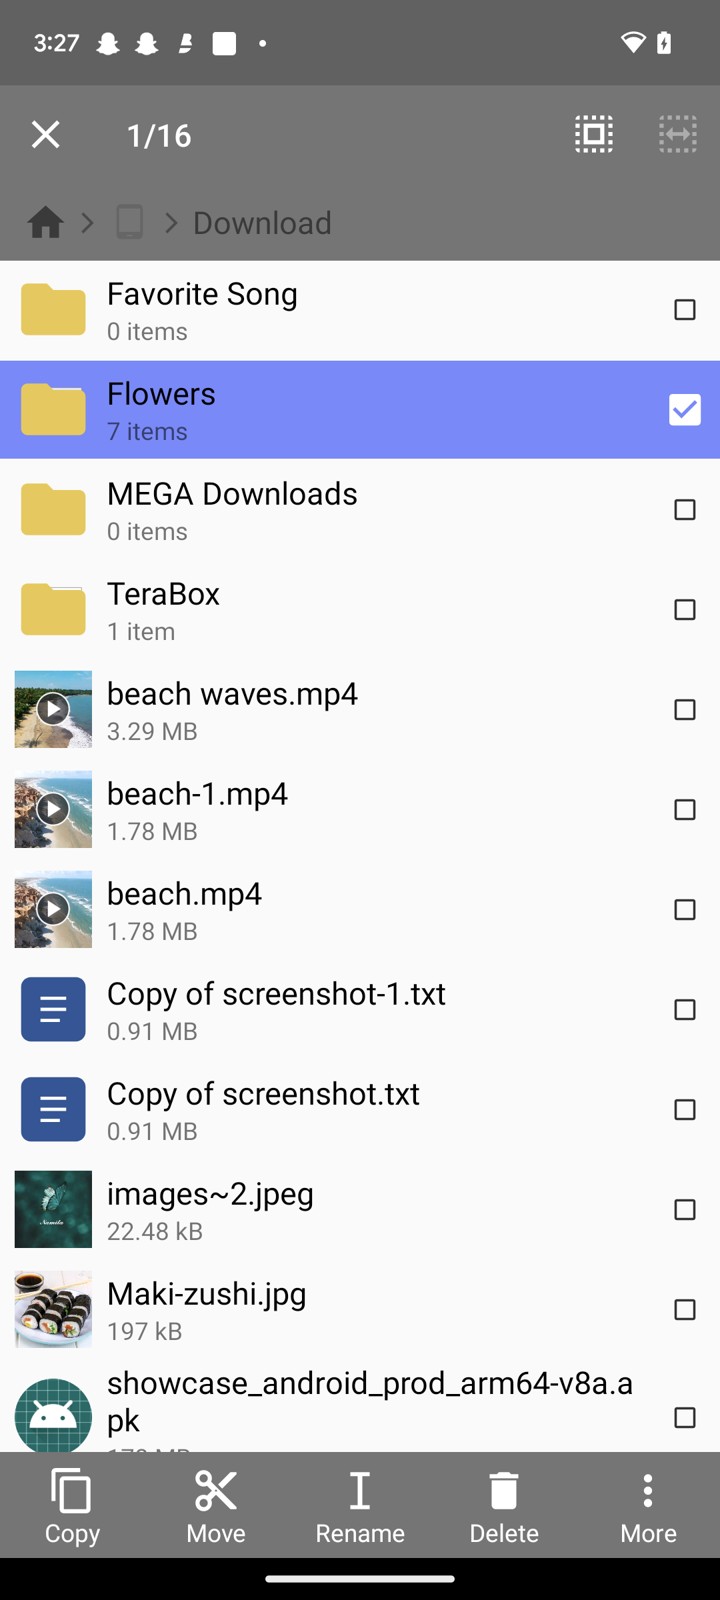 3:27
1/16
Download
Favorite Song
0 items
Flowers
7 items
MEGA Downloads
0 items
TeraBox
1 item
beach waves.mp4
3.29 MB
beach-1.mp4
1.78 MB
beach.mp4
1.78 MB
Copy of screenshot-1.txt
0.91 MB
Copy of screenshot.txt
0.91 MB
images~2.jpeg
22.48 kB
Maki-zushi.jpg
197 kB
showcase_android_prod_arm64-v8a.a
pk
Copy
Move
Rename
Delete
More